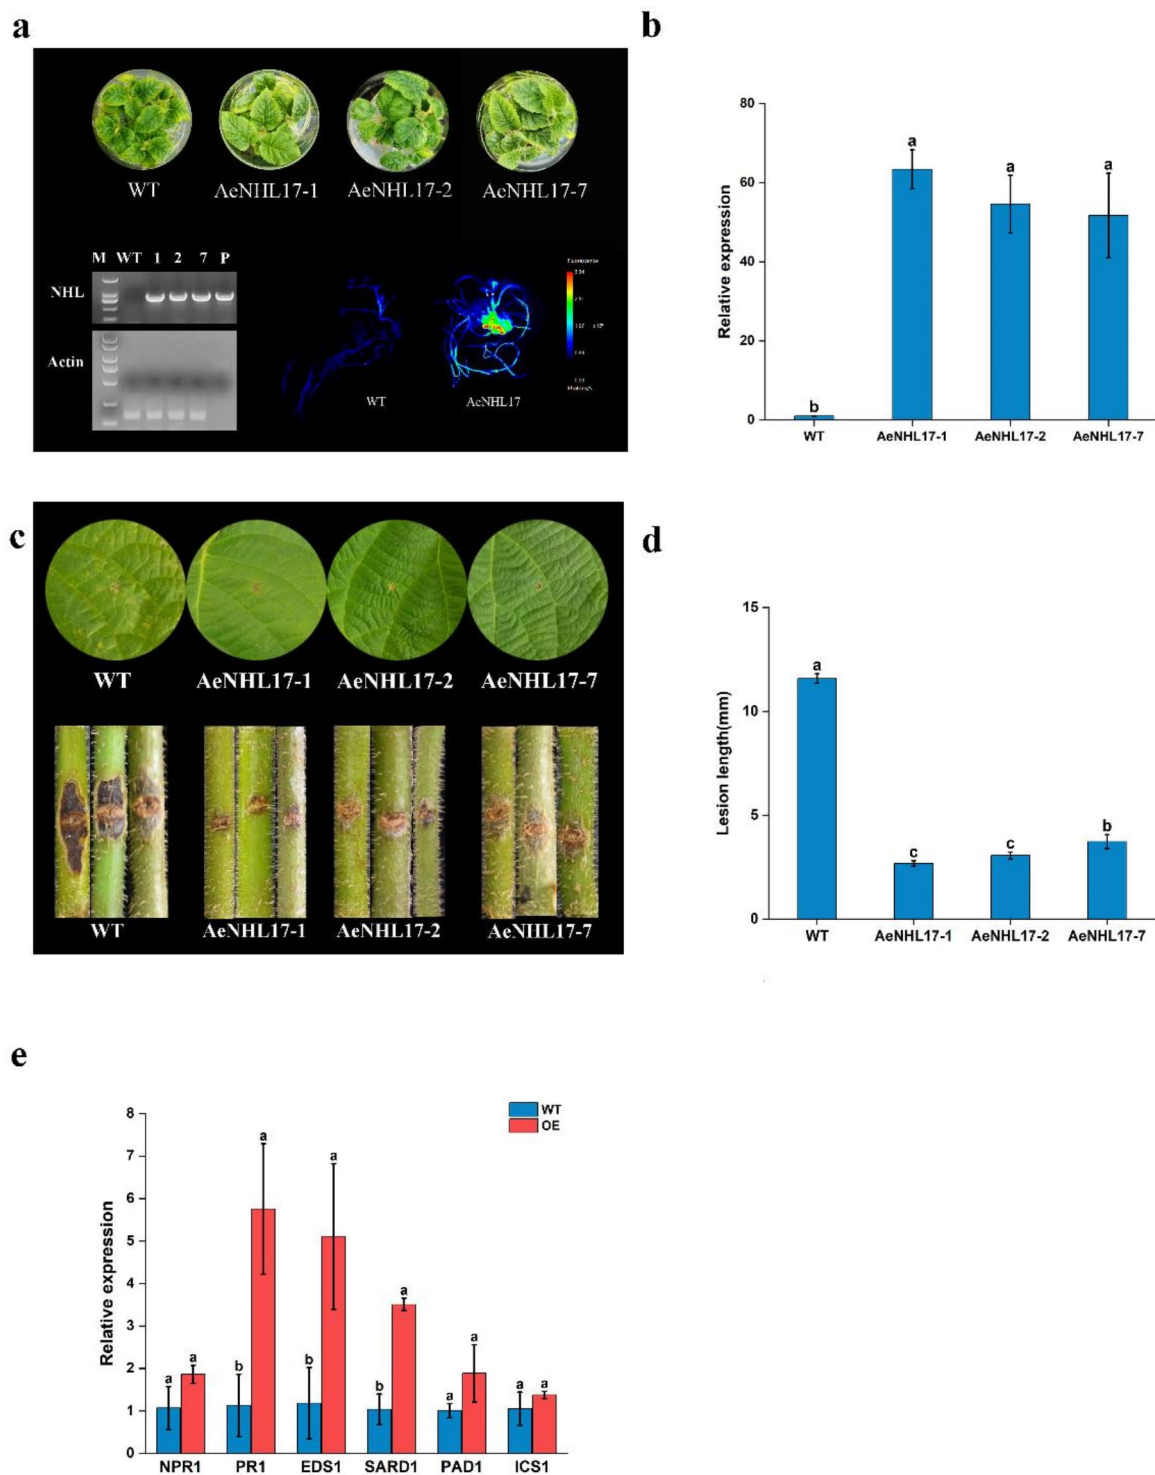 a
WT AeNHL17-1 AeNHL17-2 AeNHL17-7
M WT 1 2 7 P
NHL
Actin
WT AeNHL17
b
Relative expression
80
60
40
20
0
a
a
a
b
WT AeNHL17-1 AeNHL17-2 AeNHL17-7
c
WT AeNHL17-1 AeNHL17-2 AeNHL17-7
WT AeNHL17-1 AeNHL17-2 AeNHL17-7
d
Lesion length(mm)
15
10
5
0
a
c
c
b
WT AeNHL17-1 AeNHL17-2 AeNHL17-7
e
WT
OE
Relative expression
8
7
6
5
4
3
2
1
0
a a b a b a b a a a a a
NPR1 PR1 EDS1 SARD1 PAD1 ICS1